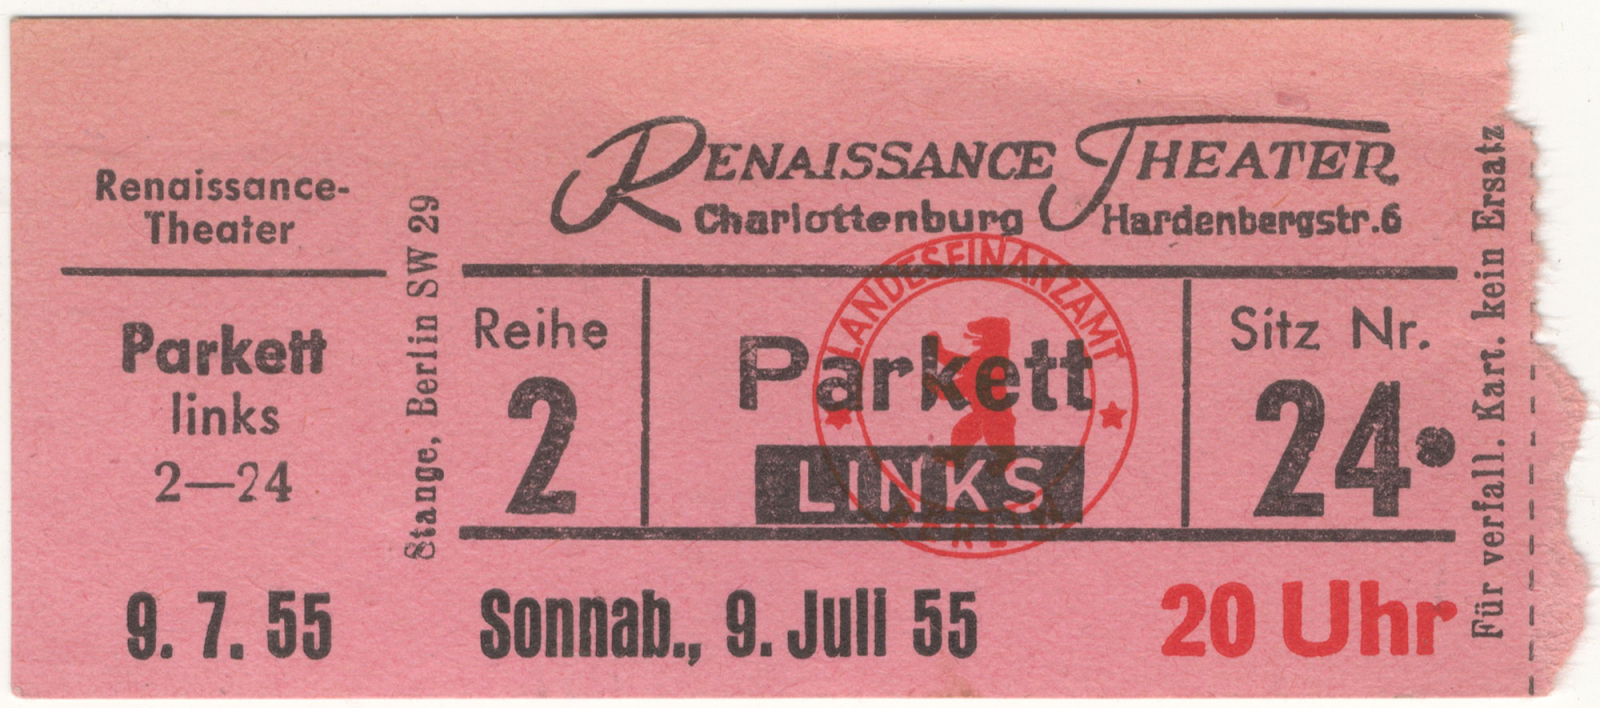 Renaissance-
Theater
Parkett
links
2—24
9. 7. 55
Stange, Berlin SW 29
RENAISSANCE THEATER
Charlottenburg Hardenbergstr.6
Reihe
2
Parkett
LINKS
Sitz Nr.
24.
LANDESFINANZAMT
BERLIN
Sonnab., 9. Juli 55
20 Uhr
Für verfall. Kart. kein Ersatz